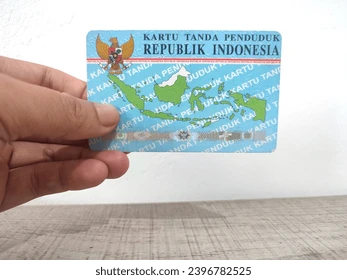 KARTU TANDA PENDUDUK
REPUBLIK INDONESIA
shutterstock.com · 2396782525